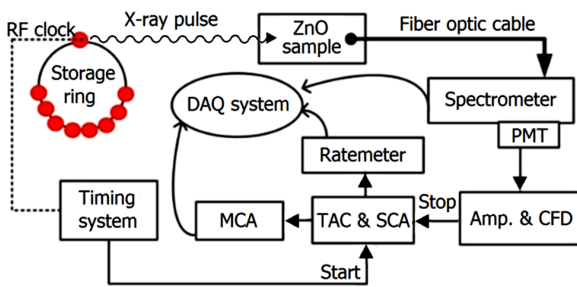 RF clock
X-ray pulse
ZnO
sample
Fiber optic cable
Storage
ring
DAQ system
Spectrometer
PMT
Ratemeter
Timing
system
MCA
TAC & SCA
Stop
Amp. & CFD
Start